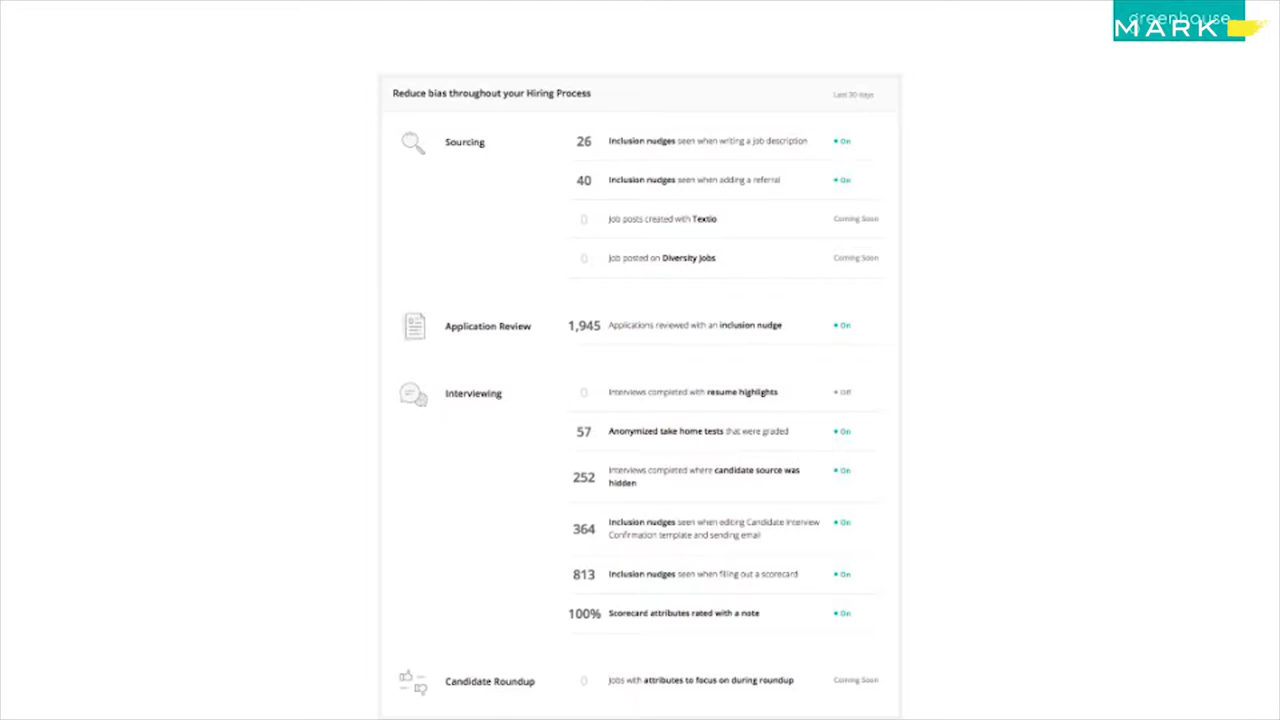 greenhouse
MARK
Reduce bias throughout your Hiring Process
Last 30 days
Sourcing
26 Inclusion nudges seen when writing a job description On
40 Inclusion nudges seen when adding a referral On
0 Job posts created with Textio Coming Soon
0 Job posted on Diversity Jobs Coming Soon
Application Review
1,945 Applications reviewed with an inclusion nudge On
Interviewing
0 Interviews completed with resume highlights Off
57 Anonymized take home tests that were graded On
252 Interviews completed where candidate source was On
hidden
364 Inclusion nudges seen when editing Candidate Interview On
Confirmation template and sending email
813 Inclusion nudges seen when filling out a scorecard On
100% Scorecard attributes rated with a note On
Candidate Roundup
0 Jobs with attributes to focus on during roundup Coming Soon